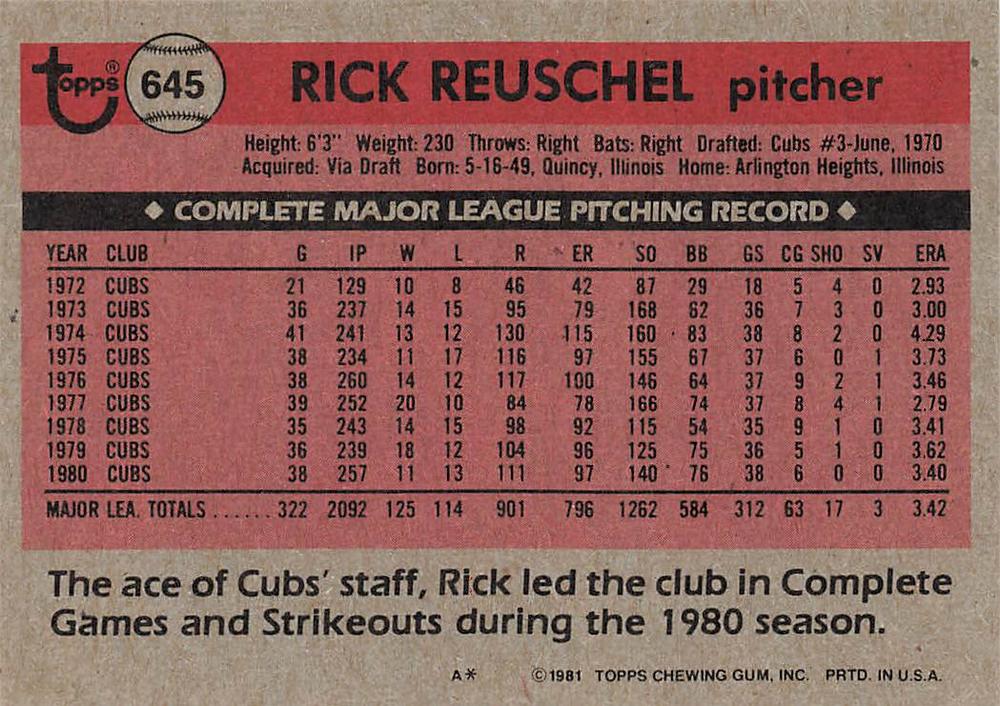 Topps® 645 RICK REUSCHEL pitcher
Height: 6'3" Weight: 230 Throws: Right Bats: Right Drafted: Cubs #3-June, 1970
Acquired: Via Draft Born: 5-16-49, Quincy, Illinois Home: Arlington Heights, Illinois
◆ COMPLETE MAJOR LEAGUE PITCHING RECORD ◆
YEAR CLUB G IP W L R ER SO BB GS CG SHO SV ERA
1972 CUBS 21 129 10 8 46 42 87 29 18 5 4 0 2.93
1973 CUBS 36 237 14 15 95 79 168 62 36 7 3 0 3.00
1974 CUBS 41 241 13 12 130 115 160 83 38 8 2 0 4.29
1975 CUBS 38 234 11 17 116 97 155 67 37 6 0 1 3.73
1976 CUBS 38 260 14 12 117 100 146 64 37 9 2 1 3.46
1977 CUBS 39 252 20 10 84 78 166 74 37 8 4 1 2.79
1978 CUBS 35 243 14 15 98 92 115 54 35 9 1 0 3.41
1979 CUBS 36 239 18 12 104 96 125 75 36 5 1 0 3.62
1980 CUBS 38 257 11 13 111 97 140 76 38 6 0 0 3.40
MAJOR LEA. TOTALS ...... 322 2092 125 114 901 796 1262 584 312 63 17 3 3.42
The ace of Cubs' staff, Rick led the club in Complete
Games and Strikeouts during the 1980 season.
A* ©1981 TOPPS CHEWING GUM, INC. PRTD. IN U.S.A.